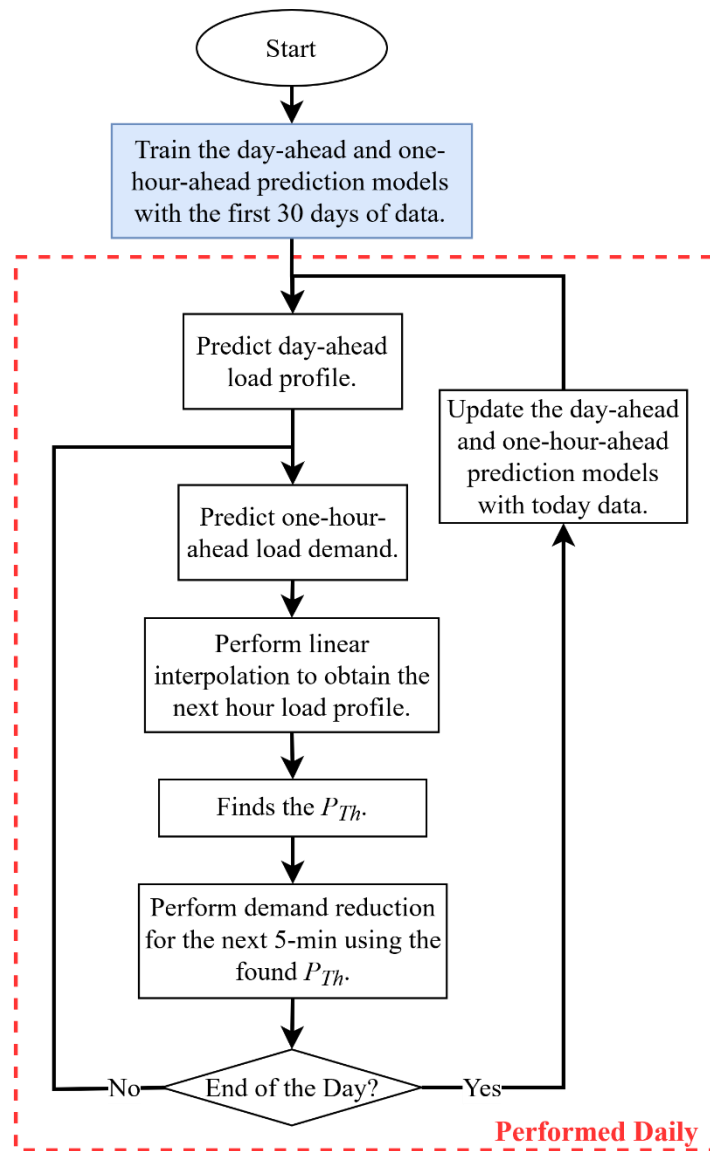 Start
Train the day-ahead and one-
hour-ahead prediction models
with the first 30 days of data.
Predict day-ahead
load profile.
Update the day-ahead
and one-hour-ahead
prediction models
with today data.
Predict one-hour-
ahead load demand.
Perform linear
interpolation to obtain the
next hour load profile.
Finds the P_Th.
Perform demand reduction
for the next 5-min using the
found P_Th.
No
End of the Day?
Yes
Performed Daily